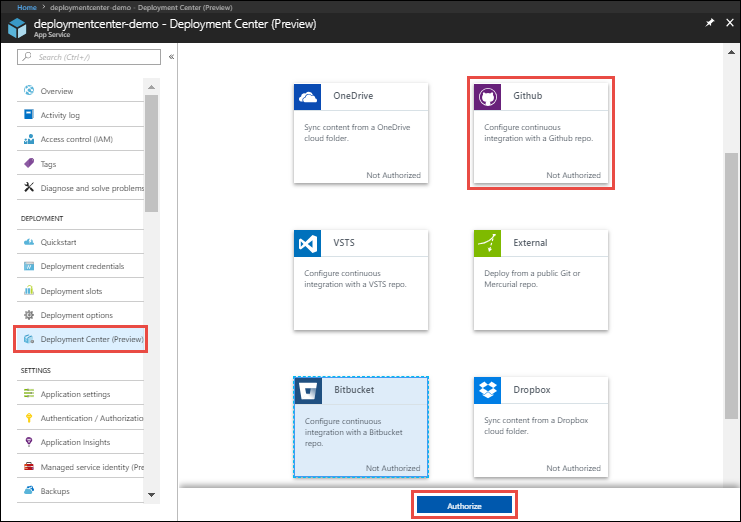 Home > deploymentcenter-demo - Deployment Center (Preview)
deploymentcenter-demo - Deployment Center (Preview)
App Service
Search (Ctrl+/)
Overview
Activity log
Access control (IAM)
Tags
Diagnose and solve problems
DEPLOYMENT
Quickstart
Deployment credentials
Deployment slots
Deployment options
Deployment Center (Preview)
SETTINGS
Application settings
Authentication / Authorizatio
Application Insights
Managed service identity (Pre
Backups
OneDrive
Sync content from a OneDrive
cloud folder.
Not Authorized
Github
Configure continuous
integration with a Github repo.
Not Authorized
VSTS
Configure continuous
integration with a VSTS repo.
External
Deploy from a public Git or
Mercurial repo.
Bitbucket
Configure continuous
integration with a Bitbucket
repo.
Not Authorized
Dropbox
Sync content from a Dropbox
cloud folder.
Not Authorized
Authorize